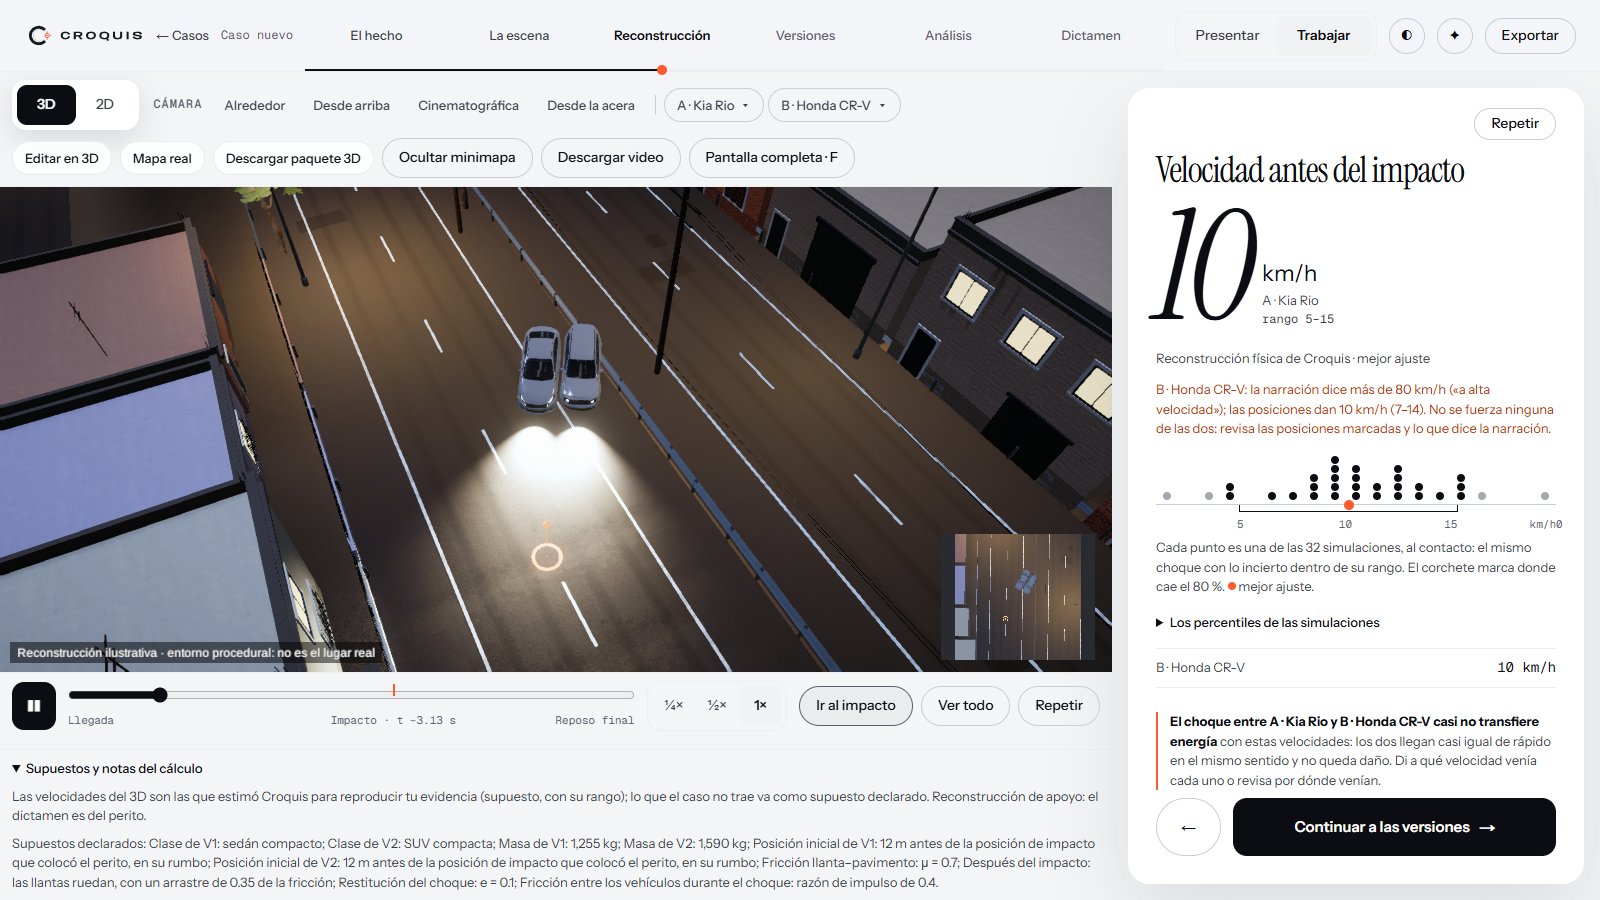 CROQUIS ← Casos Caso nuevo El hecho La escena Reconstrucción Versiones Análisis Dictamen Presentar Trabajar Exportar
3D 2D CÁMARA Alrededor Desde arriba Cinematográfica Desde la acera A · Kia Rio B · Honda CR-V
Editar en 3D Mapa real Descargar paquete 3D Ocultar minimapa Descargar video Pantalla completa · F
Reconstrucción ilustrativa - entorno procedural: no es el lugar real
¼× ½× 1× Ir al impacto Ver todo Repetir
Llegada Impacto · t −3.13 s Reposo final
Supuestos y notas del cálculo
Las velocidades del 3D son las que estimó Croquis para reproducir tu evidencia (supuesto, con su rango); lo que el caso no trae va como supuesto declarado. Reconstrucción de apoyo: el
dictamen es del perito.
Supuestos declarados: Clase de V1: sedán compacto; Clase de V2: SUV compacta; Masa de V1: 1,255 kg; Masa de V2: 1,590 kg; Posición inicial de V1: 12 m antes de la posición de impacto
que colocó el perito, en su rumbo; Posición inicial de V2: 12 m antes de la posición de impacto que colocó el perito, en su rumbo; Fricción llanta–pavimento: μ = 0.7; Después del impacto:
las llantas ruedan, con un arrastre de 0.35 de la fricción; Restitución del choque: e = 0.1; Fricción entre los vehículos durante el choque: razón de impulso de 0.4.
Repetir
Velocidad antes del impacto
10 km/h
A · Kia Rio
rango 5–15
Reconstrucción física de Croquis · mejor ajuste
B · Honda CR-V: la narración dice más de 80 km/h («a alta
velocidad»); las posiciones dan 10 km/h (7–14). No se fuerza ninguna
de las dos: revisa las posiciones marcadas y lo que dice la narración.
5 10 15 km/h0
Cada punto es una de las 32 simulaciones, al contacto: el mismo
choque con lo incierto dentro de su rango. El corchete marca donde
cae el 80 %. mejor ajuste.
Los percentiles de las simulaciones
B · Honda CR-V 10 km/h
El choque entre A · Kia Rio y B · Honda CR-V casi no transfiere
energía con estas velocidades: los dos llegan casi igual de rápido
en el mismo sentido y no queda daño. Di a qué velocidad venía
cada uno o revisa por dónde venían.
← Continuar a las versiones →